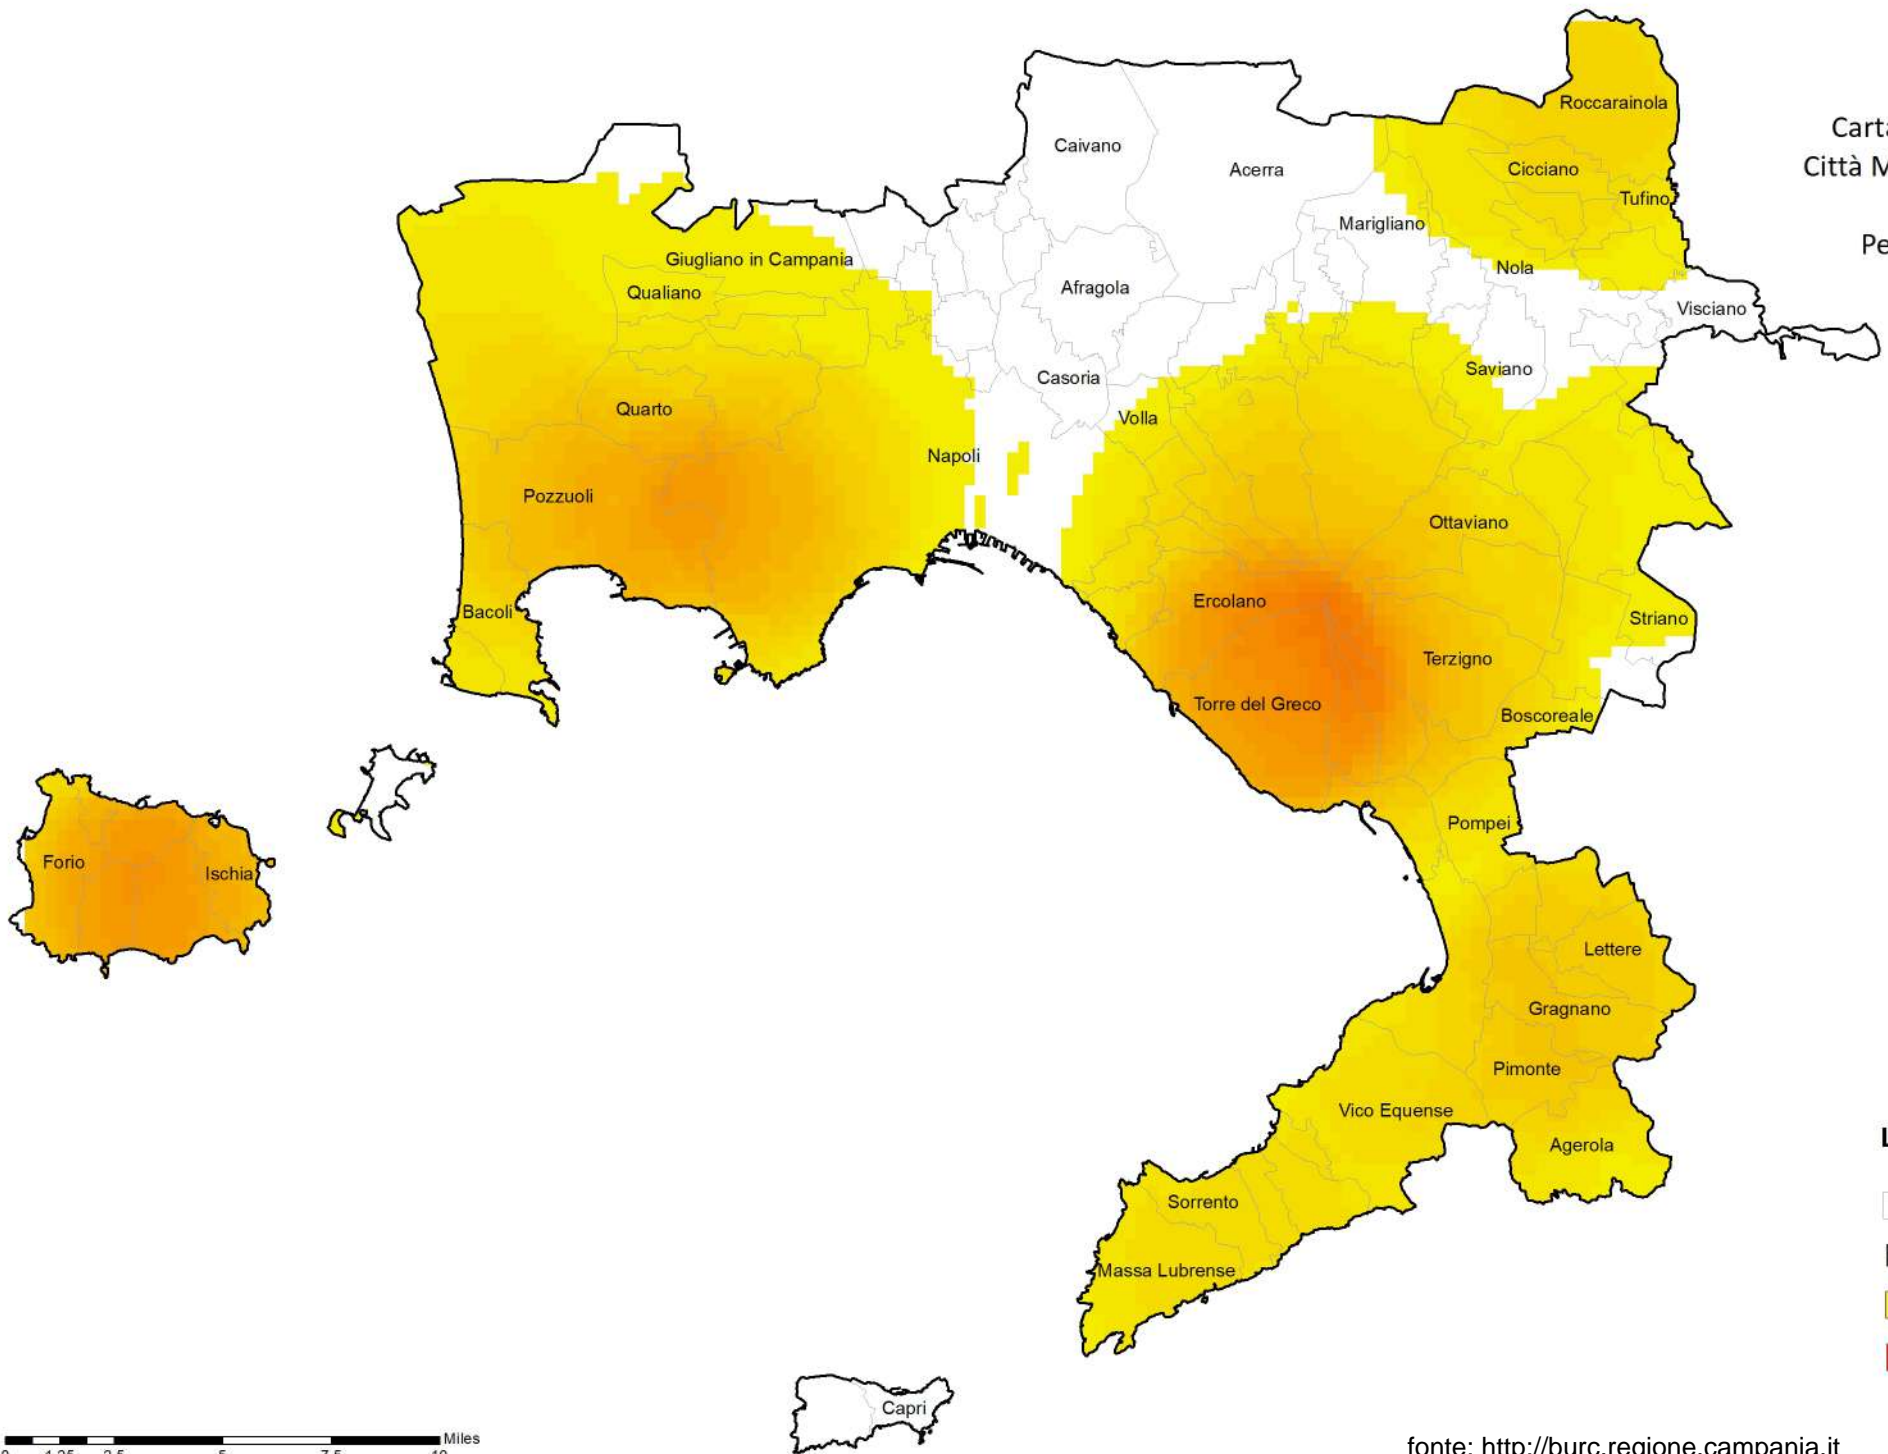 Roccarainola
Carta
Città M
Caivano
Acerra
Cicciano
Tufino
Marigliano
Pe
Giugliano in Campania
Nola
Afragola
Qualiano
Visciano
Saviano
Casoria
Quarto
Volla
Napoli
Pozzuoli
Ottaviano
Ercolano
Bacoli
Striano
Terzigno
Torre del Greco
Boscoreale
Pompei
Forio
Ischia
Lettere
Gragnano
Pimonte
Vico Equense
Agerola
Sorrento
Massa Lubrense
Capri
Miles
fonte: http://burc.regione.campania.it